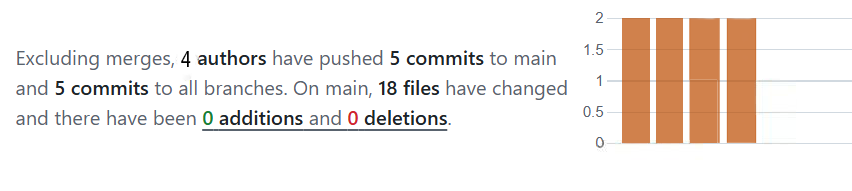 Excluding merges, 4 authors have pushed 5 commits to main
and 5 commits to all branches. On main, 18 files have changed
and there have been 0 additions and 0 deletions.
2
1.5
1
0.5
0